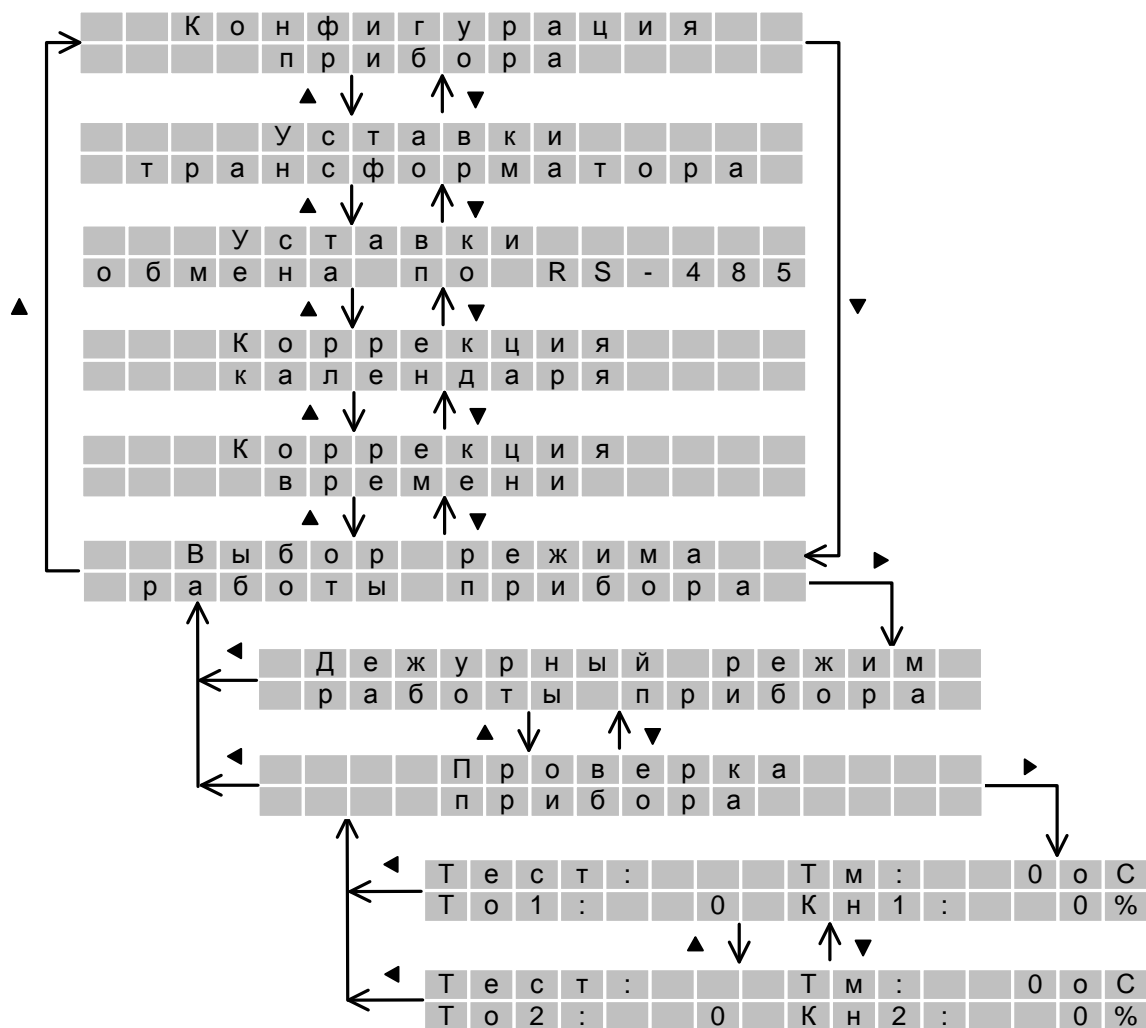 Конфигурация
прибора
▲ ▼
Уставки
трансформатора
▲ ▼
Уставки
обмена по RS-485
▲ ▼
▲ ▼
Коррекция
календаря
▲ ▼
Коррекция
времени
▲ ▼
Выбор режима
работы прибора
►
◄
Дежурный режим
работы прибора
▲ ▼
◄ ►
Проверка
прибора
◄
Тест: Тм: 0оС
То1: 0 Кн1: 0%
▲ ▼
◄
Тест: Тм: 0оС
То2: 0 Кн2: 0%